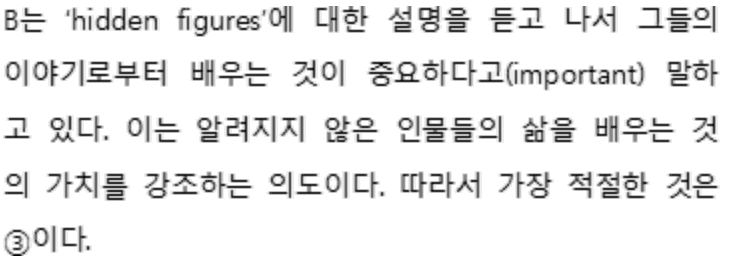 B는 ‘hidden figures’에 대한 설명을 듣고 나서 그들의
이야기로부터 배우는 것이 중요하다고(important) 말하
고 있다. 이는 알려지지 않은 인물들의 삶을 배우는 것
의 가치를 강조하는 의도이다. 따라서 가장 적절한 것은
③이다.